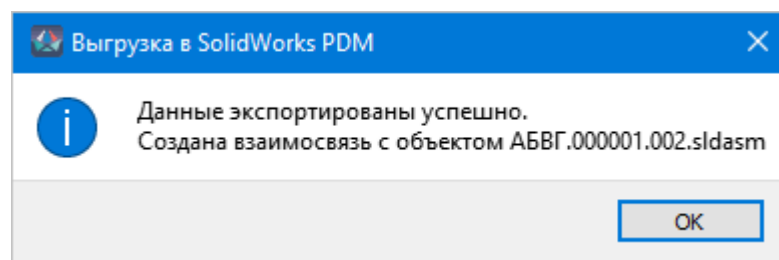 Выгрузка в SolidWorks PDM
Данные экспортированы успешно.
Создана взаимосвязь с объектом АБВГ.000001.002.sldasm
OK